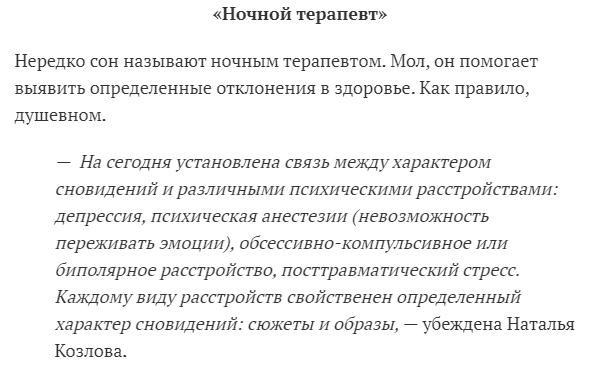 «Ночной терапевт»
Нередко сон называют ночным терапевтом. Мол, он помогает
выявить определенные отклонения в здоровье. Как правило,
душевном.
— На сегодня установлена связь между характером
сновидений и различными психическими расстройствами:
депрессия, психическая анестезии (невозможность
переживать эмоции), обсессивно-компульсивное или
биполярное расстройство, посттравматический стресс.
Каждому виду расстройств свойственен определенный
характер сновидений: сюжеты и образы, — убеждена Наталья
Козлова.